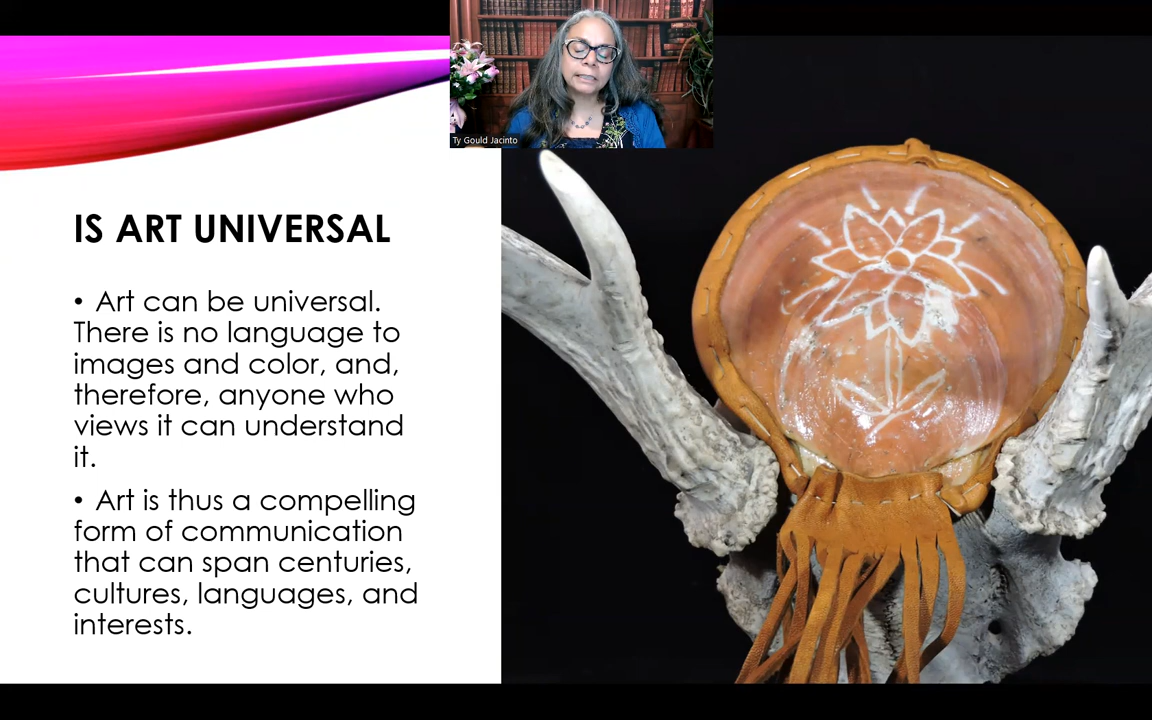 Ty Gould Jacinto
IS ART UNIVERSAL
• Art can be universal.
There is no language to
images and color, and,
therefore, anyone who
views it can understand
it.
• Art is thus a compelling
form of communication
that can span centuries,
cultures, languages, and
interests.